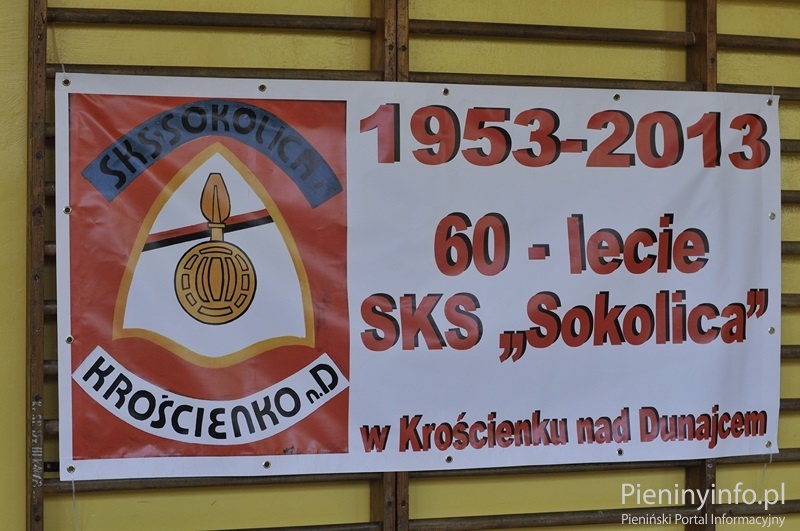 SKS·SOKOLICA
KROŚCIENKO n.D
1953-2013
60 - lecie
SKS „Sokolica”
w Krościenku nad Dunajcem
Pieninyinfo.pl
Pieniński Portal Informacyjny